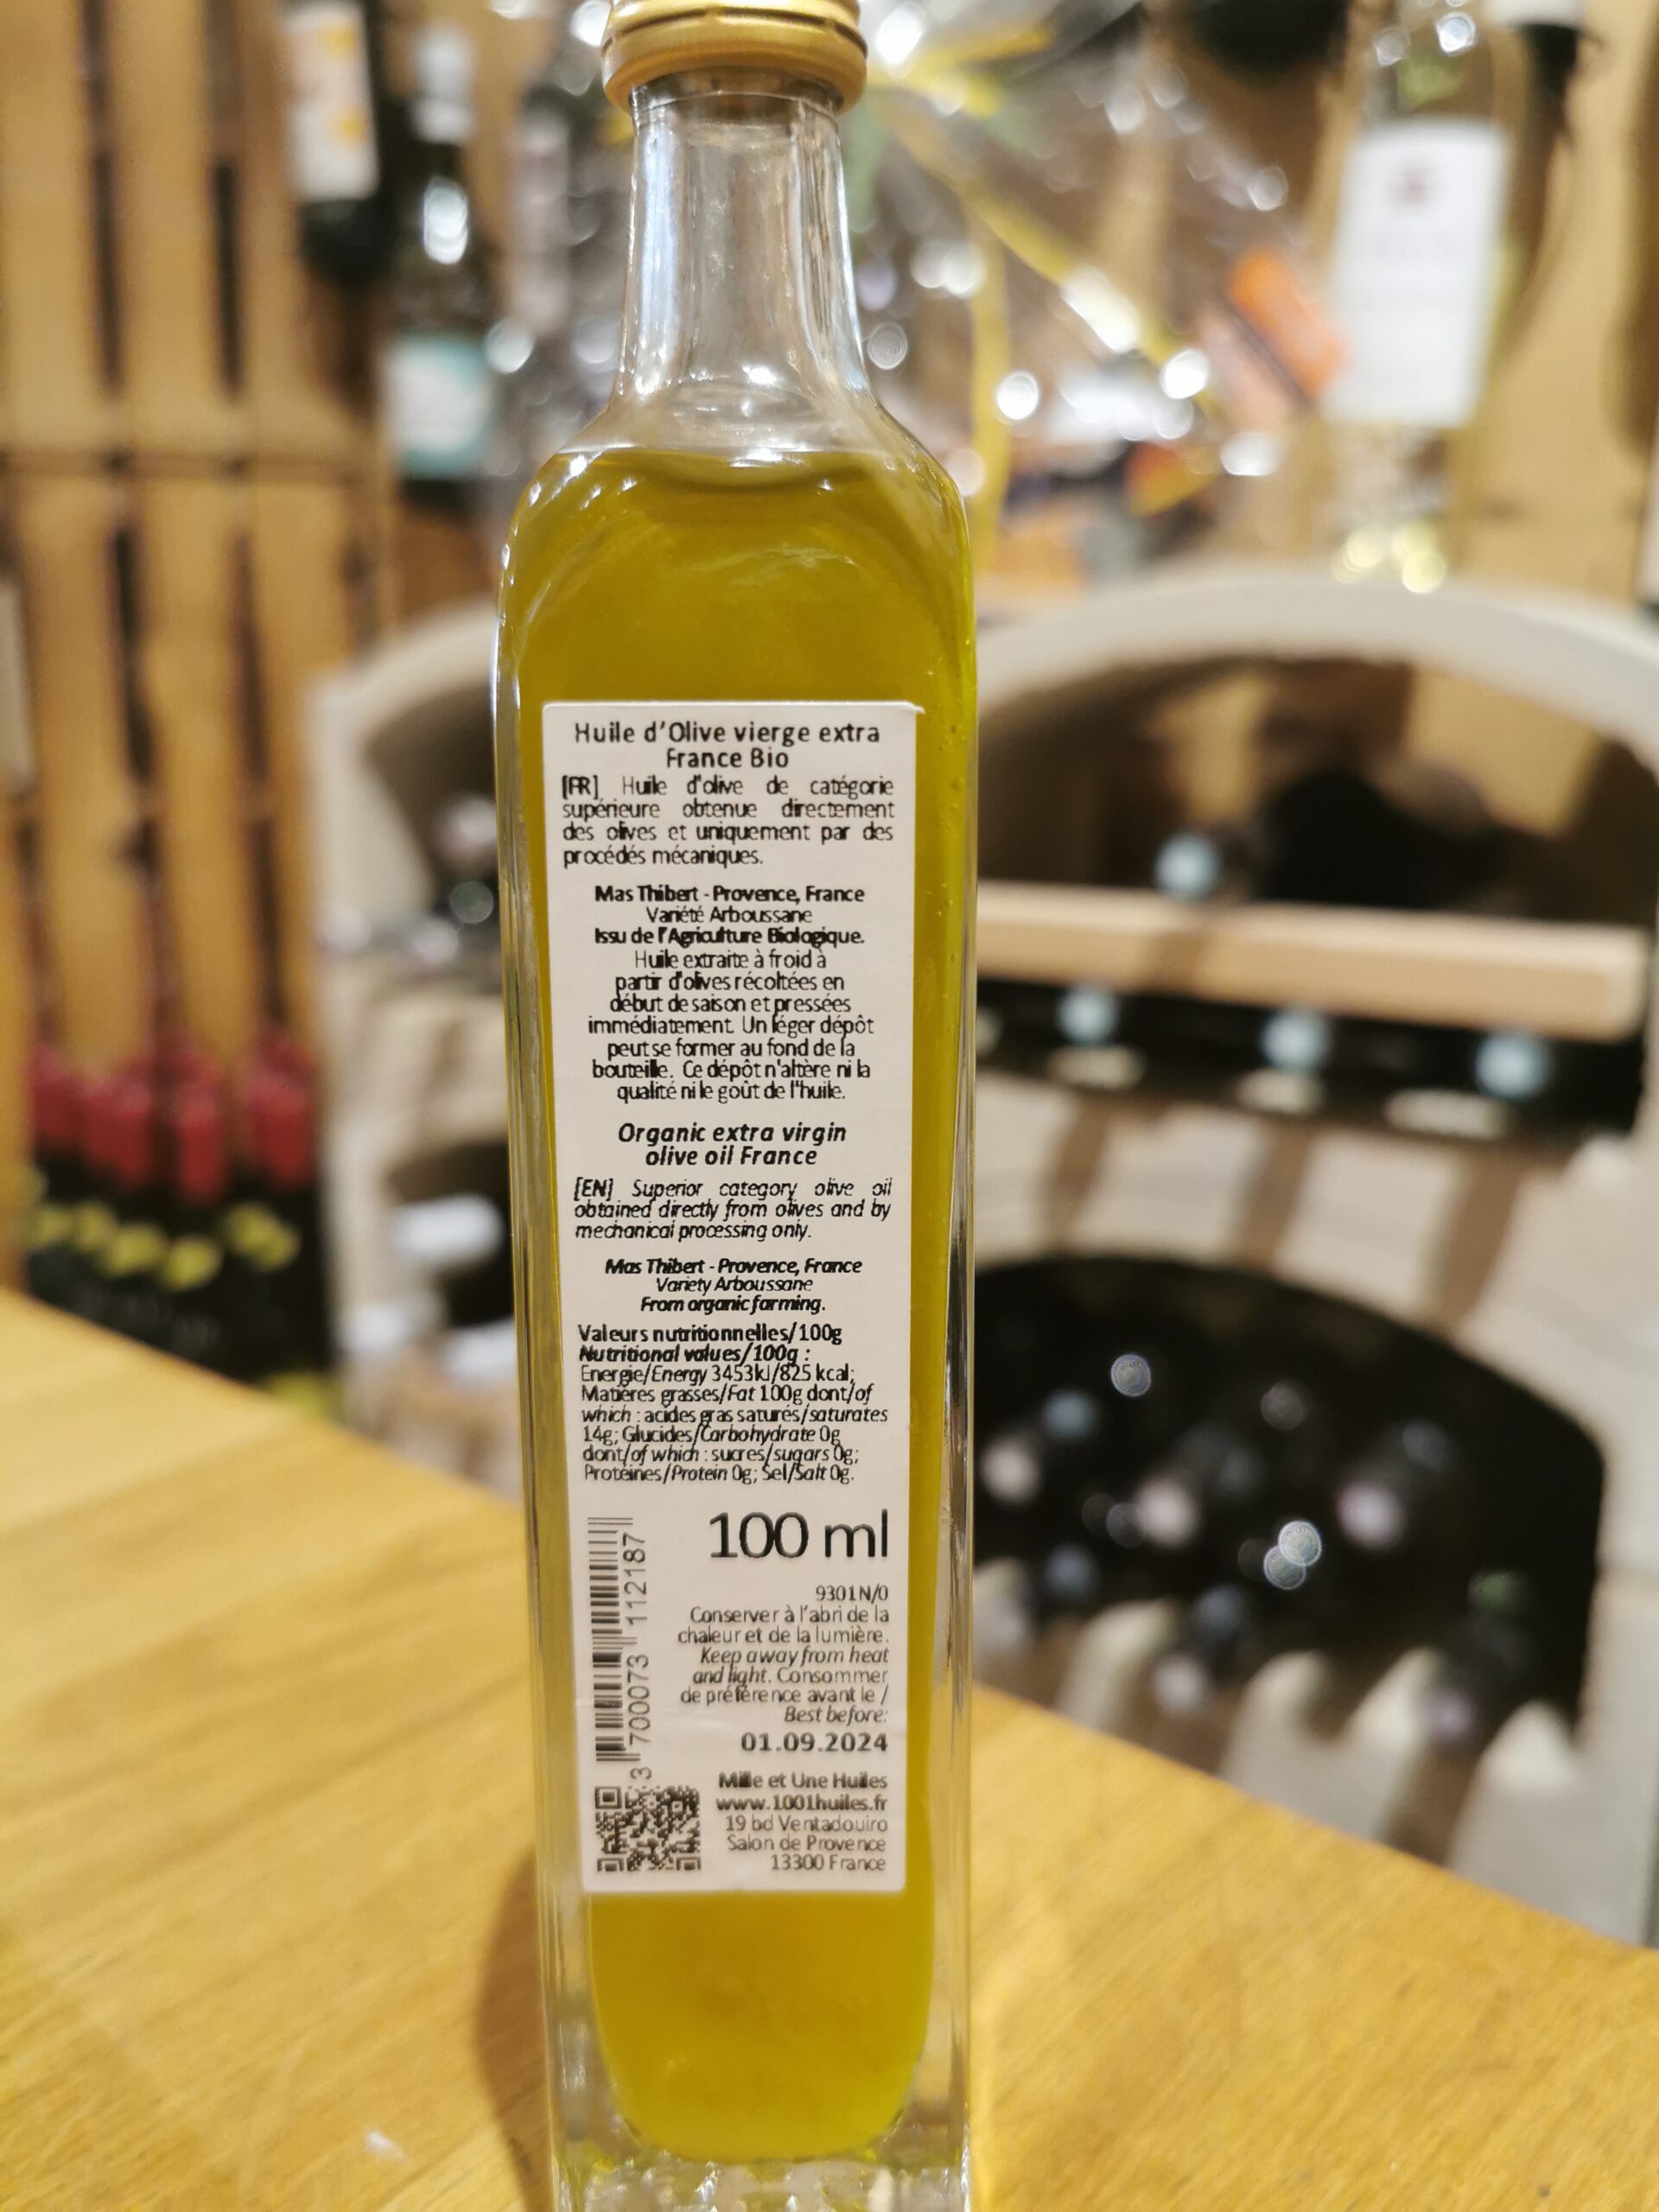 Huile d'Olive vierge extra
France Bio
[FR] Huile d'olive de catégorie
supérieure obtenue directement
des olives et uniquement par des
procédés mécaniques.
Mas Thibert - Provence, France
Variété Arboussane
Issu de l'Agriculture Biologique.
Huile extraite à froid à
partir d'olives récoltées en
début de saison et pressées
immédiatement. Un léger dépôt
peut se former au fond de la
bouteille. Ce dépôt n'altère ni la
qualité ni le goût de l'huile.
Organic extra virgin
olive oil France
[EN] Superior category olive oil
obtained directly from olives and by
mechanical processing only.
Mas Thibert - Provence, France
Variety Arboussane
From organic farming.
Valeurs nutritionnelles/100g
Nutritional values/100g :
Energie/Energy 3453kJ/825 kcal;
Matières grasses/Fat 100g dont/of
which : acides gras saturés/saturates
14g; Glucides/Carbohydrate 0g
dont/of which : sucres/sugars 0g;
Protéines/Protein 0g; Sel/Salt 0g.
100 ml
3 700073 112187
9301N/0
Conserver à l'abri de la
chaleur et de la lumière.
Keep away from heat
and light. Consommer
de préférence avant le /
Best before:
01.09.2024
Mille et Une Huiles
www.1001huiles.fr
19 bd Ventadouiro
Salon de Provence
13300 France